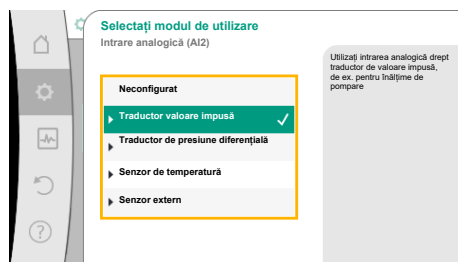 Selectați modul de utilizare
Intrare analogică (AI2)
Neconfigurat
Traductor valoare impusă
Traductor de presiune diferențială
Senzor de temperatură
Senzor extern
Utilizați intrarea analogică drept
traductor de valoare impusă,
de ex. pentru înălțime de
pompare